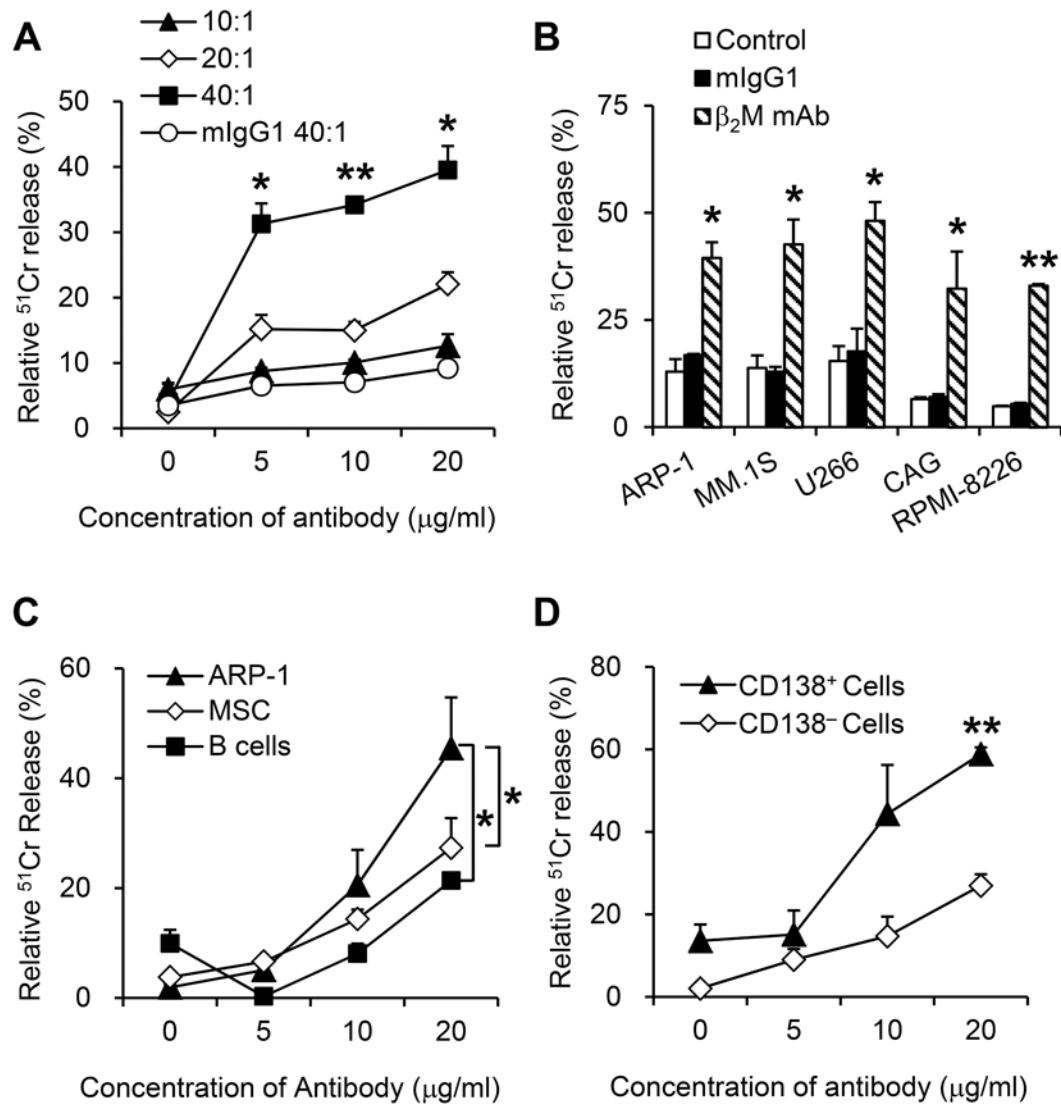 A
10:1
20:1
40:1
mIgG1 40:1
Relative ⁵¹Cr release (%)
50
40
30
20
10
0
*
**
*
0 5 10 20
Concentration of antibody (μg/ml)
B
Control
mIgG1
β₂M mAb
Relative ⁵¹Cr release (%)
75
50
25
0
* * * * **
ARP-1 MM.1S U266 CAG RPMI-8226
C
ARP-1
MSC
B cells
Relative ⁵¹Cr Release (%)
60
40
20
0
* *
0 5 10 20
Concentration of Antibody (μg/ml)
D
CD138⁺ Cells
CD138⁻ Cells
Relative ⁵¹Cr release (%)
80
60
40
20
0
**
0 5 10 20
Concentration of antibody (μg/ml)